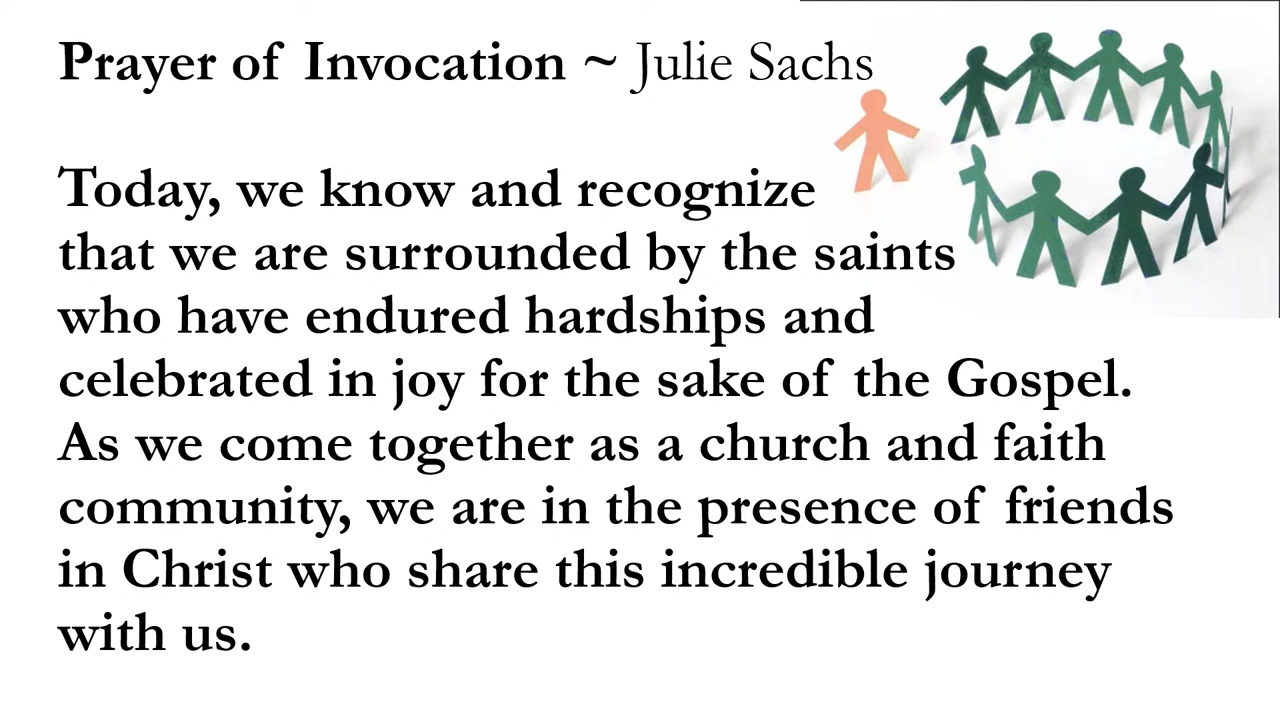 Prayer of Invocation ~ Julie Sachs
Today, we know and recognize
that we are surrounded by the saints
who have endured hardships and
celebrated in joy for the sake of the Gospel.
As we come together as a church and faith
community, we are in the presence of friends
in Christ who share this incredible journey
with us.